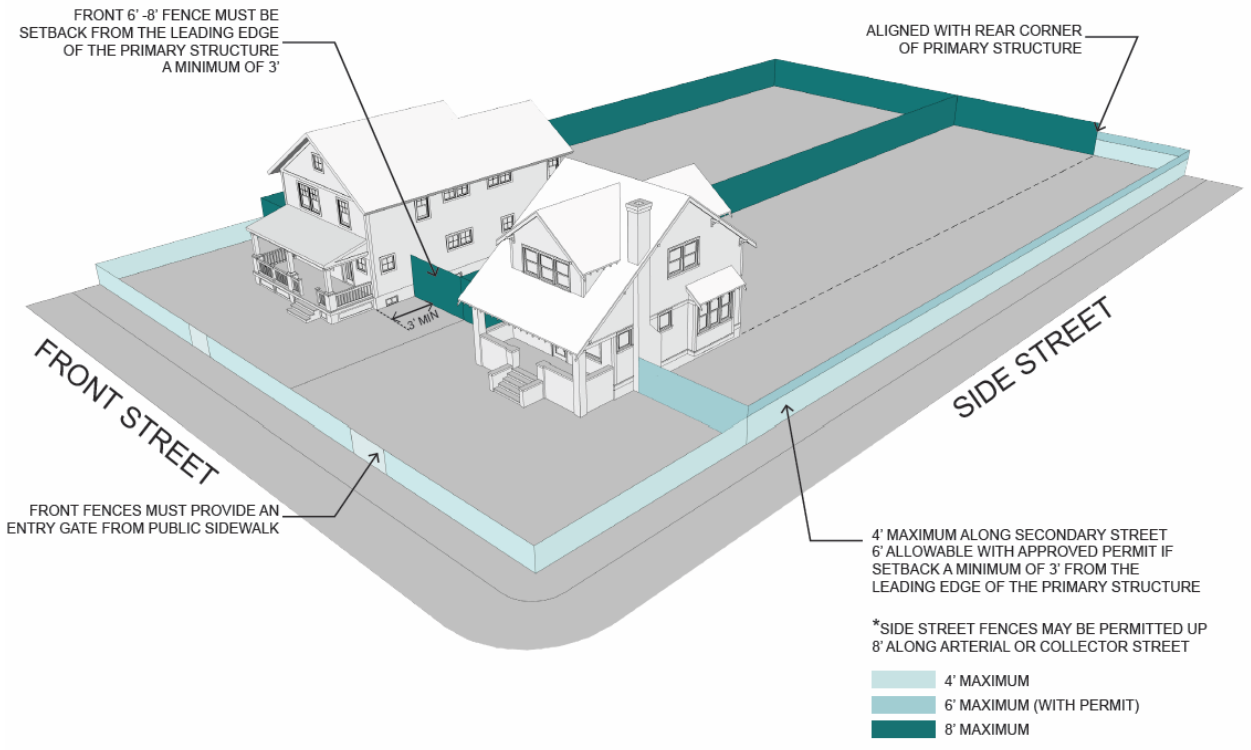 FRONT 6' -8' FENCE MUST BE
SETBACK FROM THE LEADING EDGE
OF THE PRIMARY STRUCTURE
A MINIMUM OF 3'
ALIGNED WITH REAR CORNER
OF PRIMARY STRUCTURE
3' MIN
FRONT STREET
SIDE STREET
FRONT FENCES MUST PROVIDE AN
ENTRY GATE FROM PUBLIC SIDEWALK
4' MAXIMUM ALONG SECONDARY STREET
6' ALLOWABLE WITH APPROVED PERMIT IF
SETBACK A MINIMUM OF 3' FROM THE
LEADING EDGE OF THE PRIMARY STRUCTURE
*SIDE STREET FENCES MAY BE PERMITTED UP
8' ALONG ARTERIAL OR COLLECTOR STREET
4' MAXIMUM
6' MAXIMUM (WITH PERMIT)
8' MAXIMUM